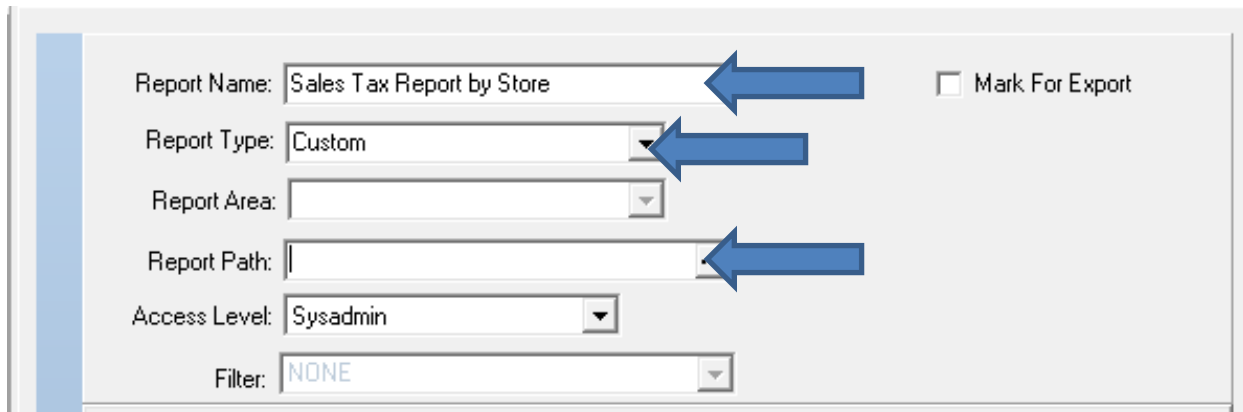 Report Name: Sales Tax Report by Store Mark For Export
Report Type: Custom
Report Area:
Report Path:
Access Level: Sysadmin
Filter: NONE